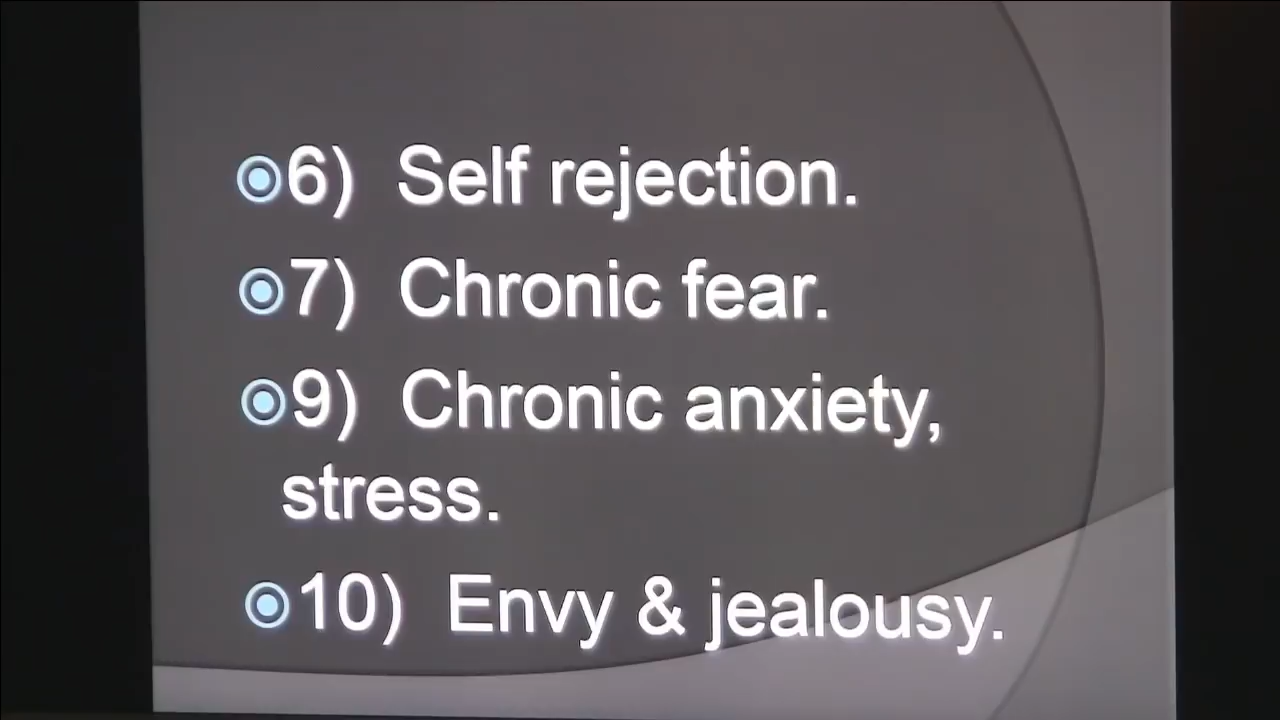 6) Self rejection.
7) Chronic fear.
9) Chronic anxiety,
stress.
10) Envy & jealousy.